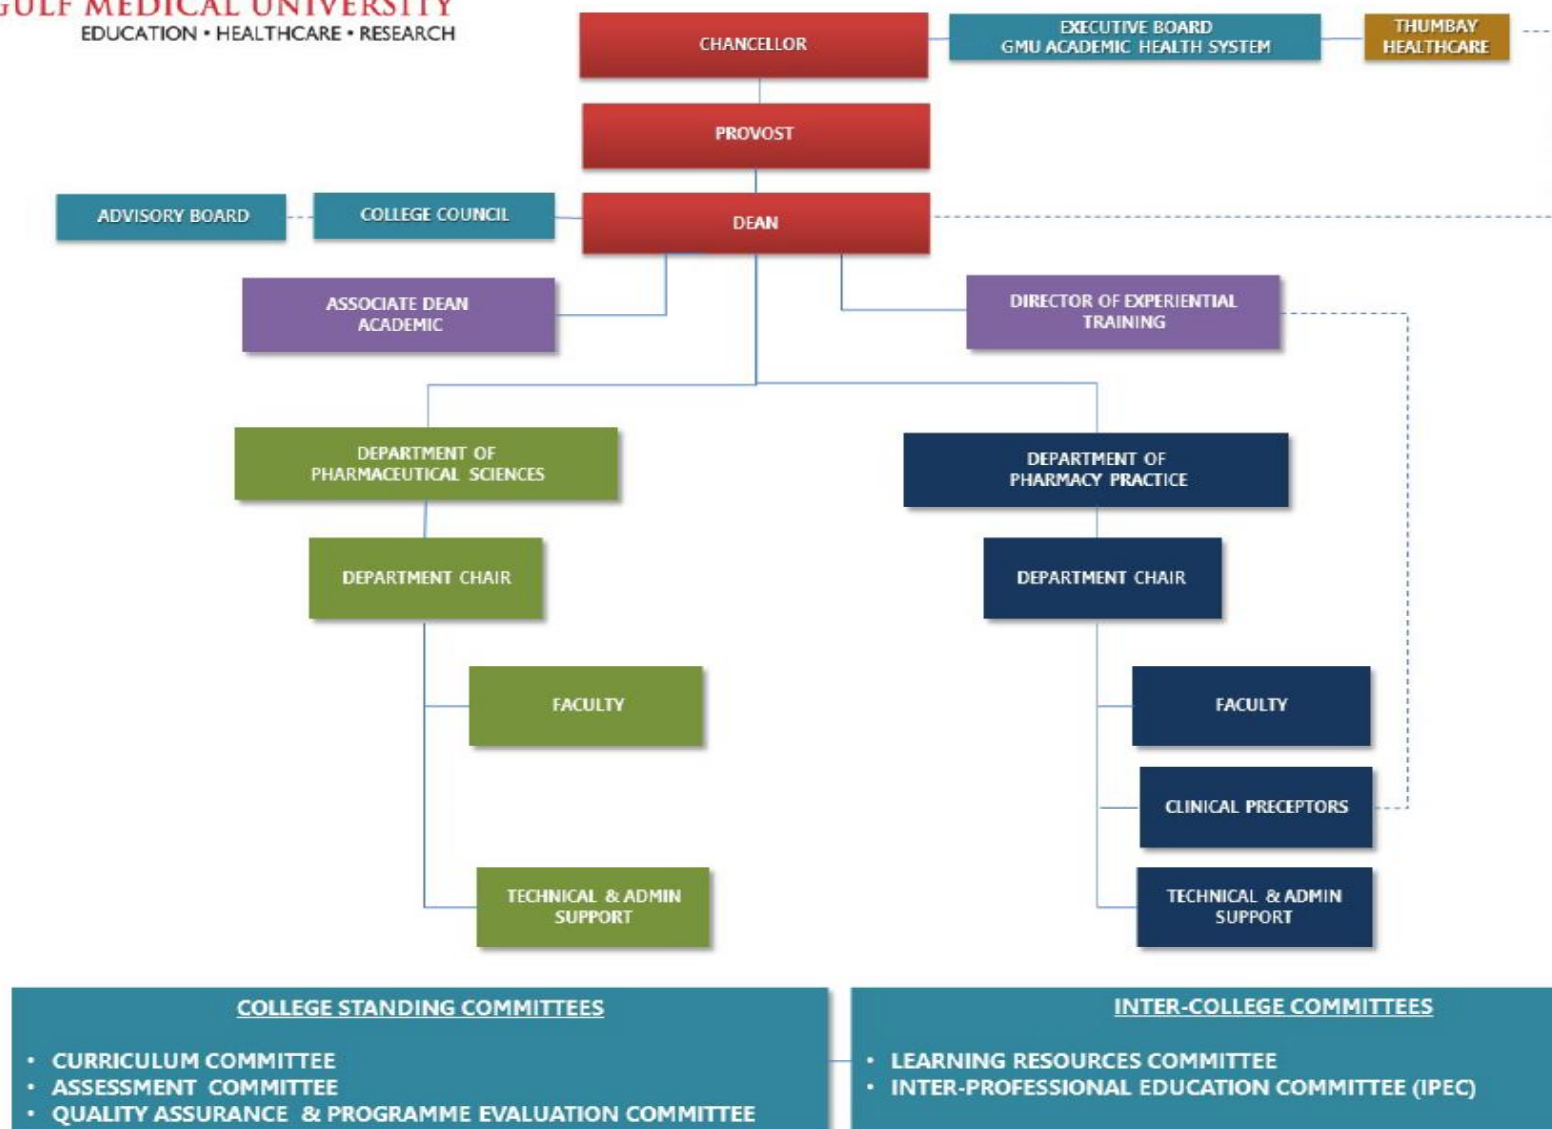 GULF MEDICAL UNIVERSITY
EDUCATION • HEALTHCARE • RESEARCH
CHANCELLOR
EXECUTIVE BOARD
GMU ACADEMIC HEALTH SYSTEM
THUMBAY
HEALTHCARE
PROVOST
ADVISORY BOARD
COLLEGE COUNCIL
DEAN
ASSOCIATE DEAN
ACADEMIC
DIRECTOR OF EXPERIENTIAL
TRAINING
DEPARTMENT OF
PHARMACEUTICAL SCIENCES
DEPARTMENT OF
PHARMACY PRACTICE
DEPARTMENT CHAIR
DEPARTMENT CHAIR
FACULTY
FACULTY
CLINICAL PRECEPTORS
TECHNICAL & ADMIN
SUPPORT
TECHNICAL & ADMIN
SUPPORT
COLLEGE STANDING COMMITTEES
• CURRICULUM COMMITTEE
• ASSESSMENT COMMITTEE
• QUALITY ASSURANCE & PROGRAMME EVALUATION COMMITTEE
INTER-COLLEGE COMMITTEES
• LEARNING RESOURCES COMMITTEE
• INTER-PROFESSIONAL EDUCATION COMMITTEE (IPEC)